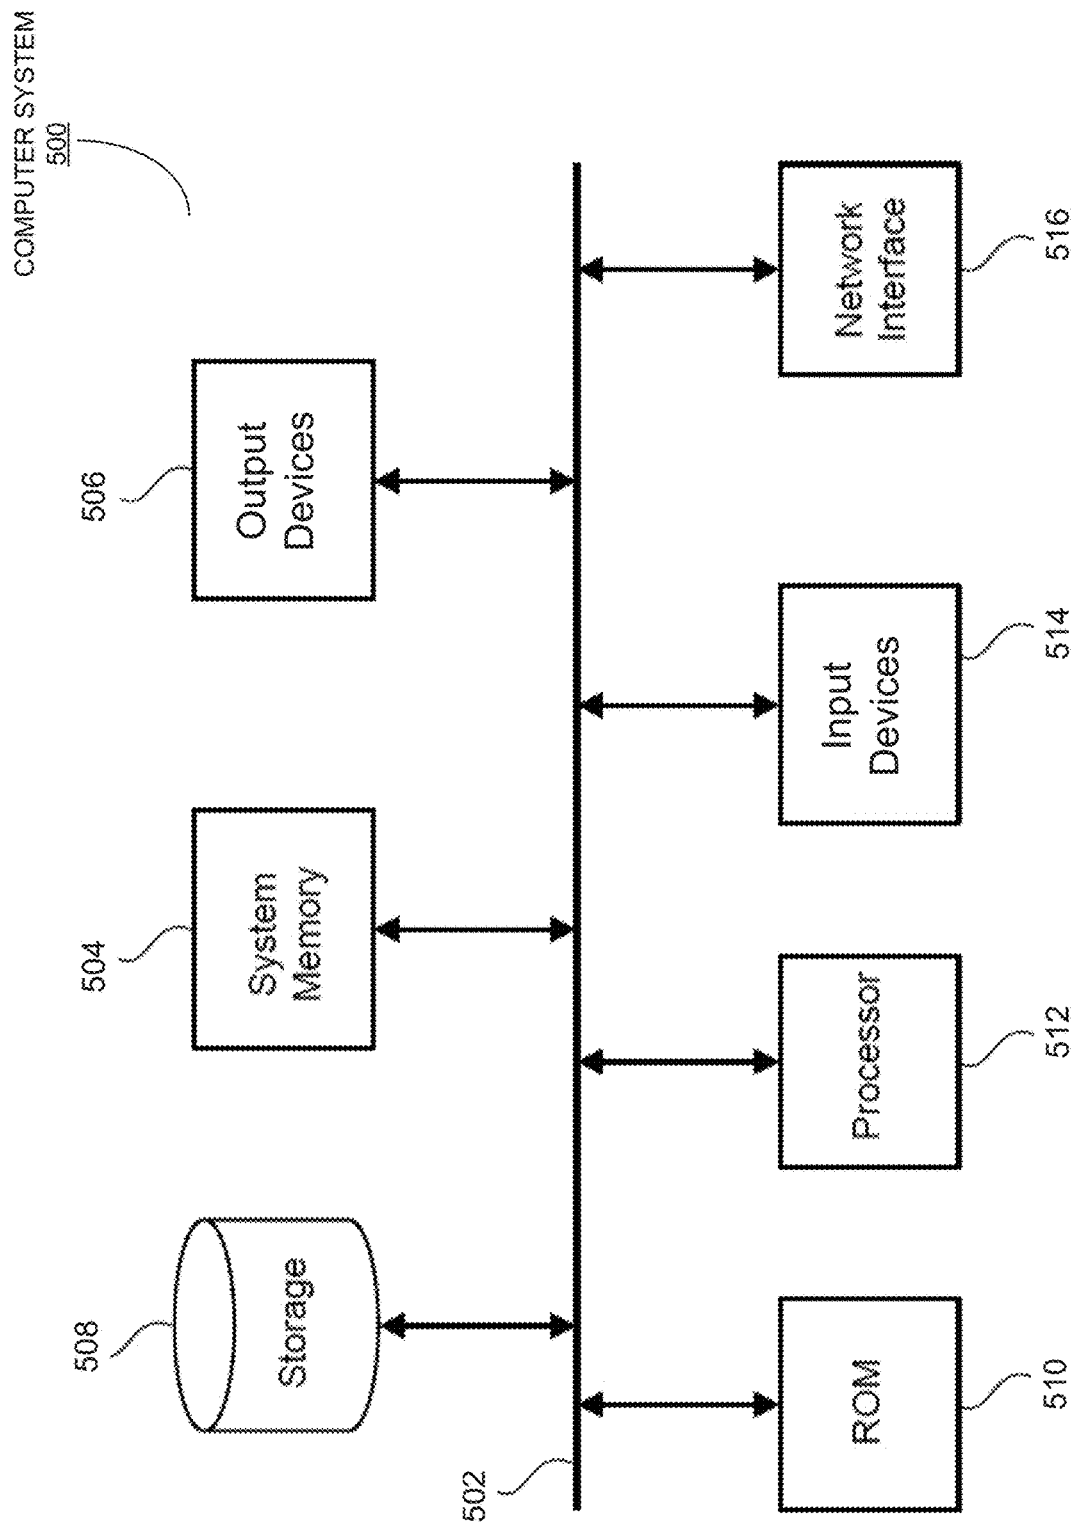 COMPUTER SYSTEM
500
508
504
506
Storage
System
Memory
Output
Devices
502
ROM
Processor
Input
Devices
Network
Interface
510
512
514
516